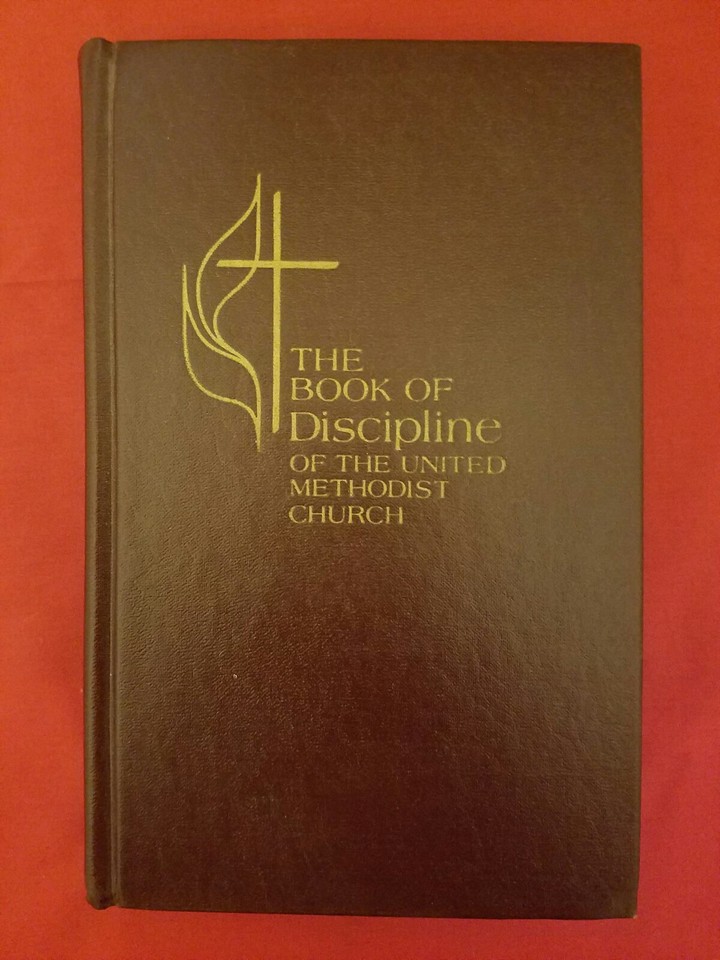 THE
BOOK OF
Discipline
OF THE UNITED
METHODIST
CHURCH